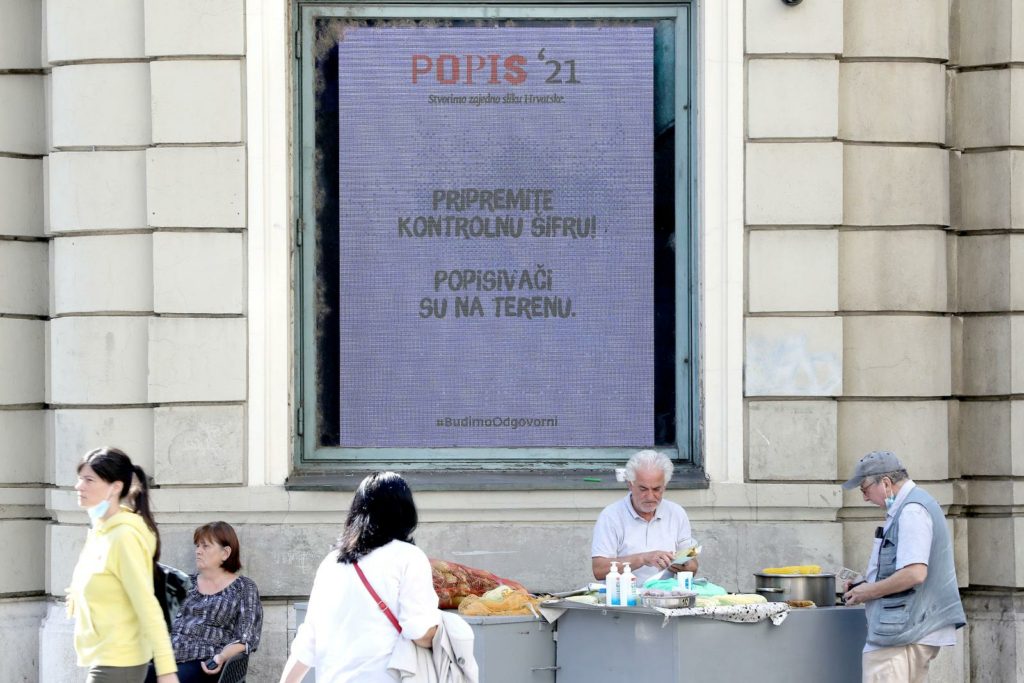 POPIS '21
Stvorimo zajedno sliku Hrvatske.
PRIPREMITE
KONTROLNU ŠIFRU!
POPISIVAČI
SU NA TERENU.
#BudimoOdgovorni